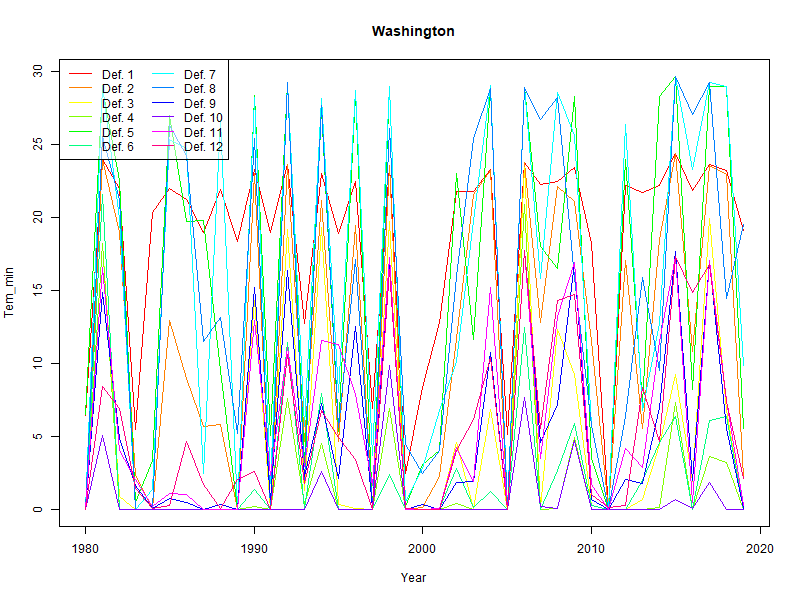 Washington
Def. 1 Def. 7
Def. 2 Def. 8
Def. 3 Def. 9
Def. 4 Def. 10
Def. 5 Def. 11
Def. 6 Def. 12
Tem_min
30
25
20
15
10
5
0
1980 1990 2000 2010 2020
Year